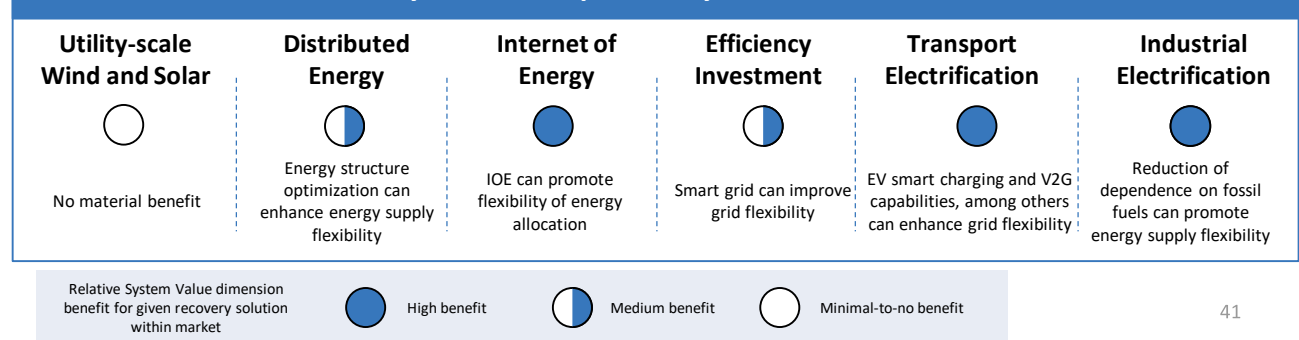 Utility-scale
Wind and Solar
No material benefit
Distributed
Energy
Energy structure
optimization can
enhance energy supply
flexibility
Internet of
Energy
IOE can promote
flexibility of energy
allocation
Efficiency
Investment
Smart grid can improve
grid flexibility
Transport
Electrification
EV smart charging and V2G
capabilities, among others
can enhance grid flexibility
Industrial
Electrification
Reduction of
dependence on fossil
fuels can promote
energy supply flexibility
Relative System Value dimension
benefit for given recovery solution
within market
High benefit
Medium benefit
Minimal-to-no benefit
41